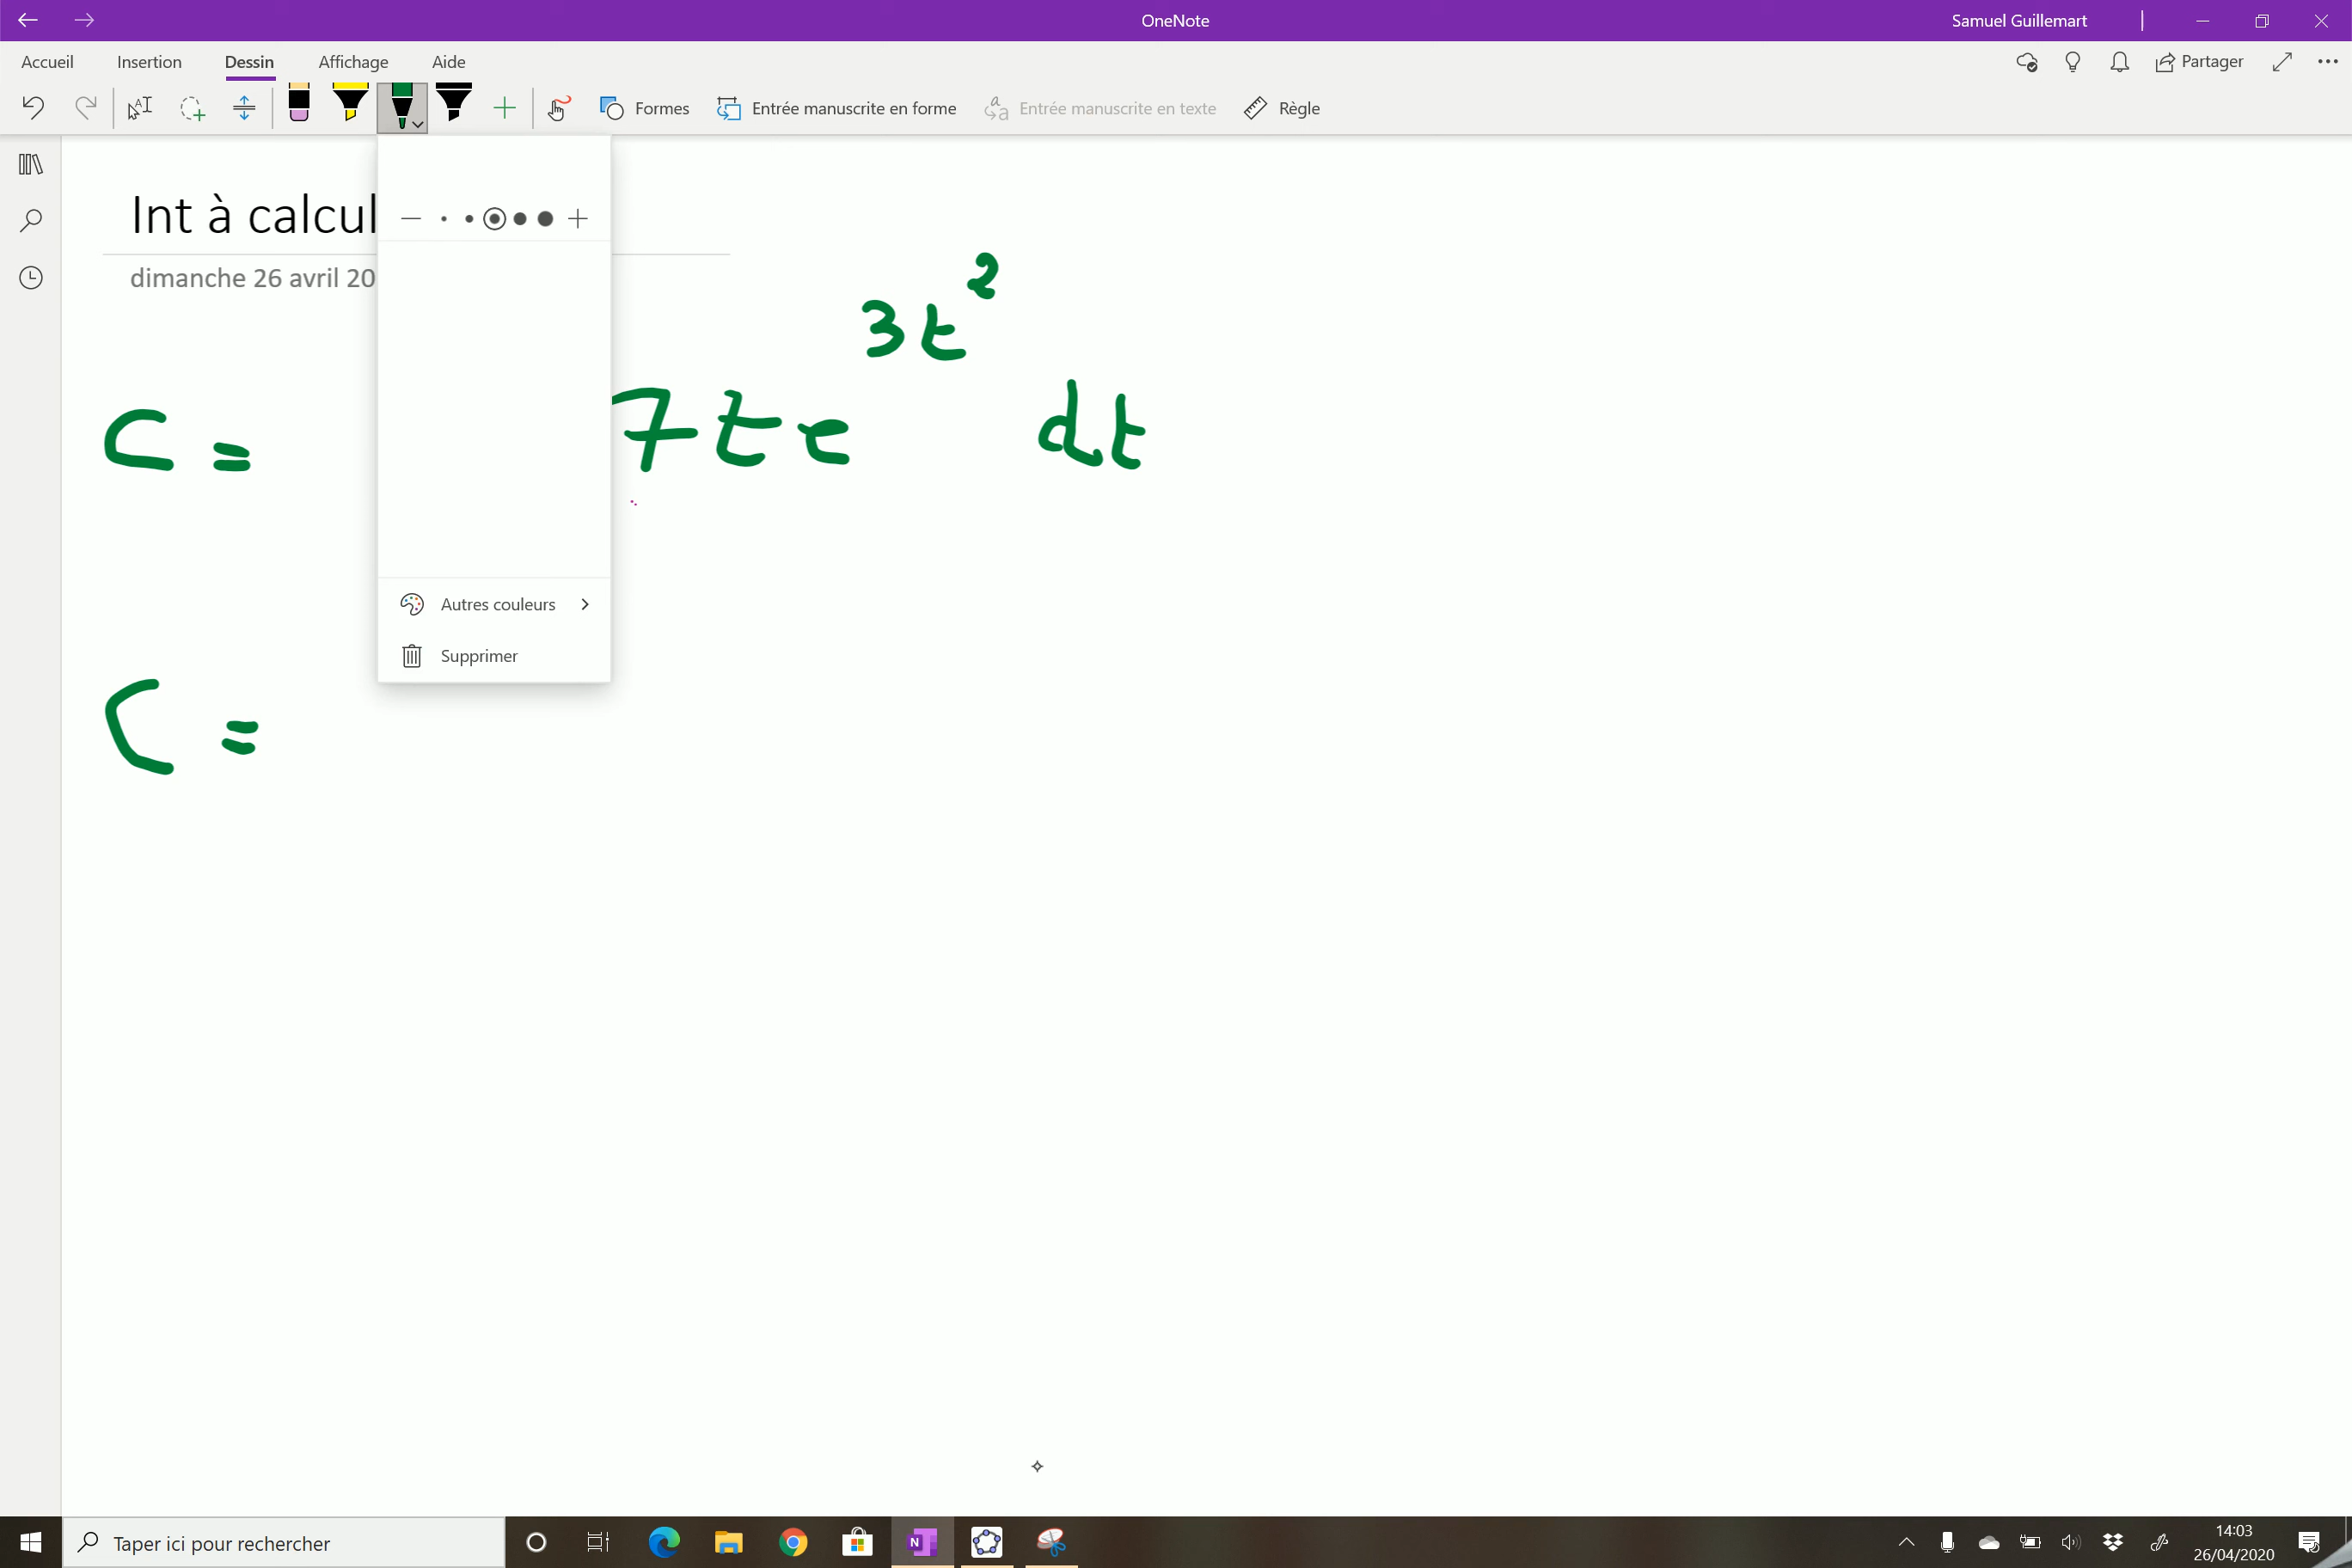 OneNote
Samuel Guillemart
Accueil Insertion Dessin Affichage Aide
Partager
Formes Entrée manuscrite en forme Entrée manuscrite en texte Règle
Int à calcul
dimanche 26 avril 20
C = 7te^{3t^2} dt
Autres couleurs
Supprimer
C =
Taper ici pour rechercher
14:03
26/04/2020